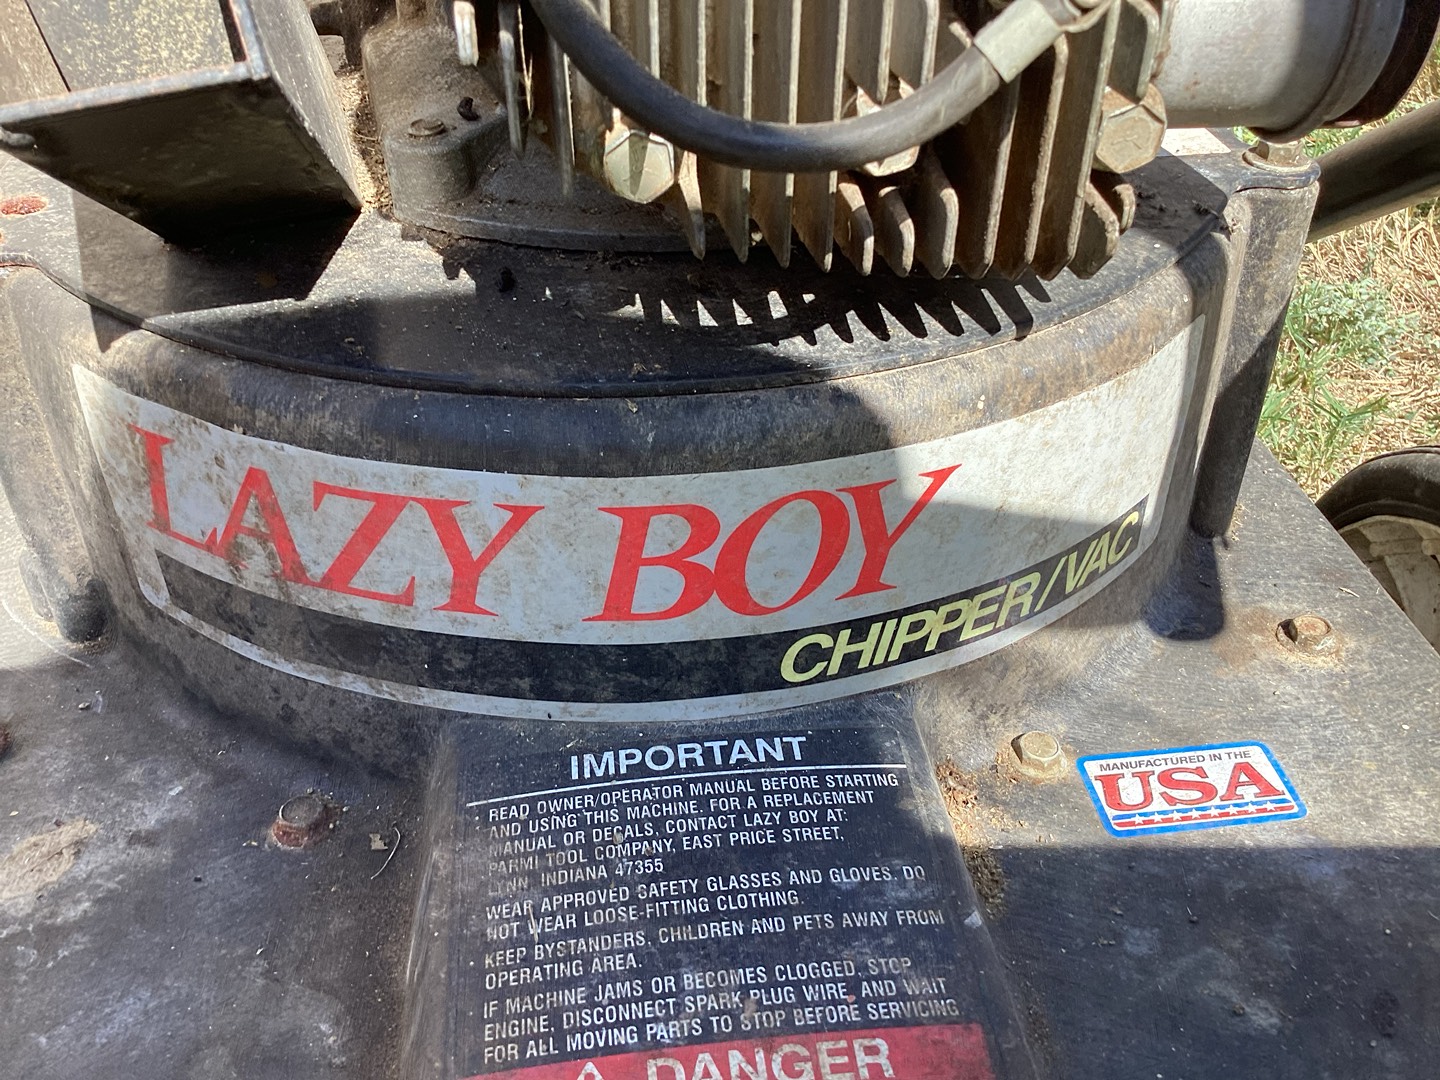 LAZY BOY
CHIPPER/VAC
IMPORTANT
• READ OWNER/OPERATOR MANUAL BEFORE STARTING
AND USING THIS MACHINE. FOR A REPLACEMENT
MANUAL OR DECALS, CONTACT LAZY BOY AT:
PARMI TOOL COMPANY, EAST PRICE STREET,
LYNN, INDIANA 47355
• WEAR APPROVED SAFETY GLASSES AND GLOVES. DO
NOT WEAR LOOSE-FITTING CLOTHING.
• KEEP BYSTANDERS, CHILDREN AND PETS AWAY FROM
OPERATING AREA.
• IF MACHINE JAMS OR BECOMES CLOGGED, STOP
ENGINE, DISCONNECT SPARK PLUG WIRE, AND WAIT
FOR ALL MOVING PARTS TO STOP BEFORE SERVICING
DANGER
MANUFACTURED IN THE
USA